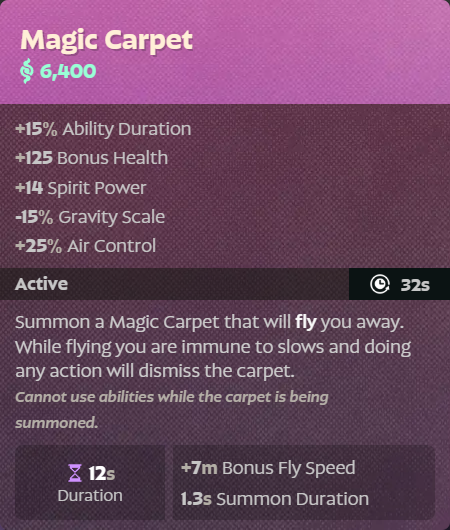 Magic Carpet
6,400
+15% Ability Duration
+125 Bonus Health
+14 Spirit Power
-15% Gravity Scale
+25% Air Control
Active 32s
Summon a Magic Carpet that will fly you away.
While flying you are immune to slows and doing
any action will dismiss the carpet.
Cannot use abilities while the carpet is being
summoned.
12s
Duration
+7m Bonus Fly Speed
1.3s Summon Duration